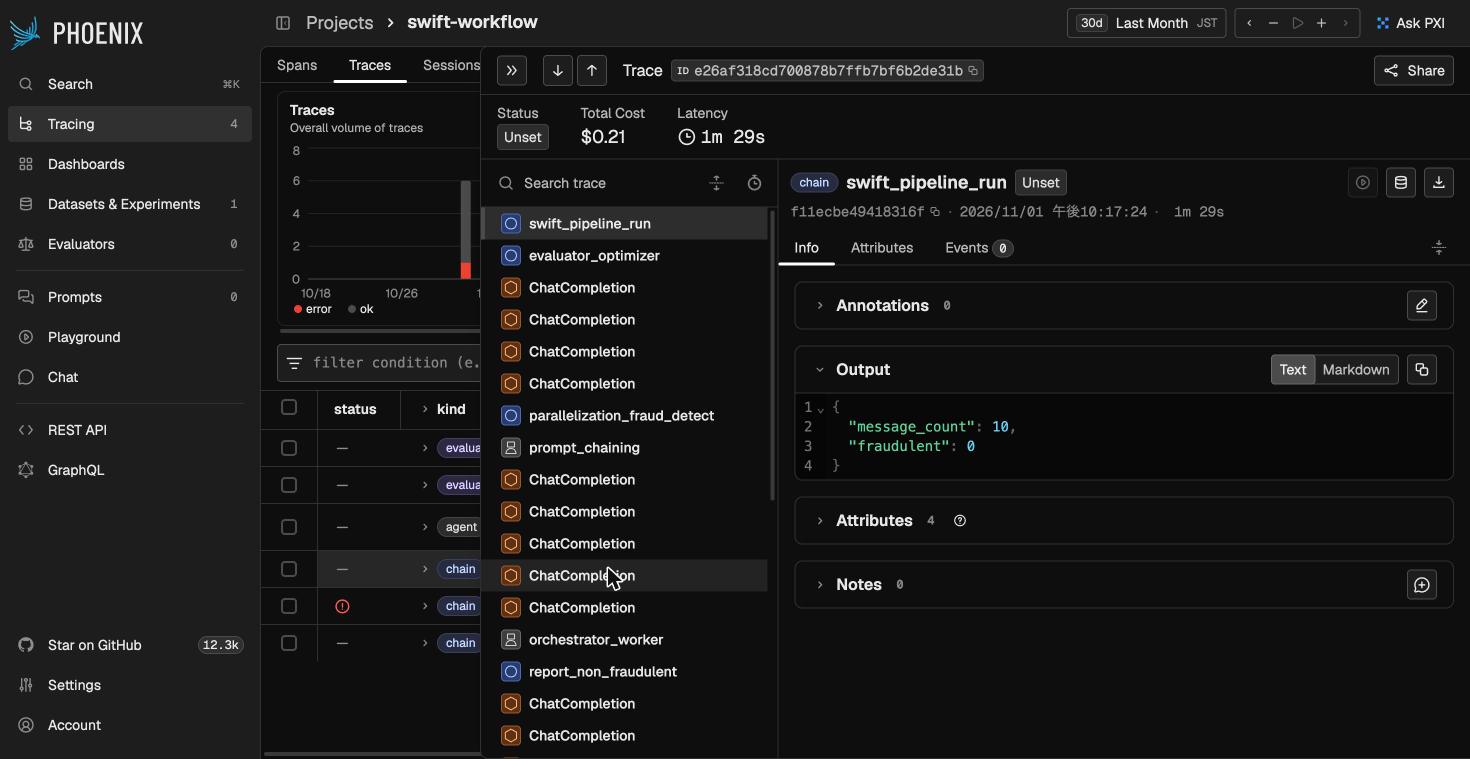 PHOENIX
Search
⌘K
Tracing
4
Dashboards
Datasets & Experiments
1
Evaluators
0
Prompts
0
Playground
Chat
REST API
GraphQL
Star on GitHub
12.3k
Settings
Account
Projects > swift-workflow
30d Last Month JST
Ask PXI
Spans Traces Sessions
Traces
Overall volume of traces
8
6
4
2
0
10/18 10/26 1
error ok
filter condition (e.
status kind
— evalua
— evalua
— agent
— chain
chain
— chain
Trace ID e26af318cd700878b7ffb7bf6b2de31b
Share
Status Total Cost Latency
Unset $0.21 1m 29s
Search trace
swift_pipeline_run
evaluator_optimizer
ChatCompletion
ChatCompletion
ChatCompletion
ChatCompletion
parallelization_fraud_detect
prompt_chaining
ChatCompletion
ChatCompletion
ChatCompletion
ChatCompletion
ChatCompletion
orchestrator_worker
report_non_fraudulent
ChatCompletion
ChatCompletion
chain swift_pipeline_run Unset
f11ecbe49418316f · 2026/11/01 午後10:17:24 · 1m 29s
Info Attributes Events 0
Annotations 0
Output
Text Markdown
1 {
2 "message_count": 10,
3 "fraudulent": 0
4 }
Attributes 4
Notes 0